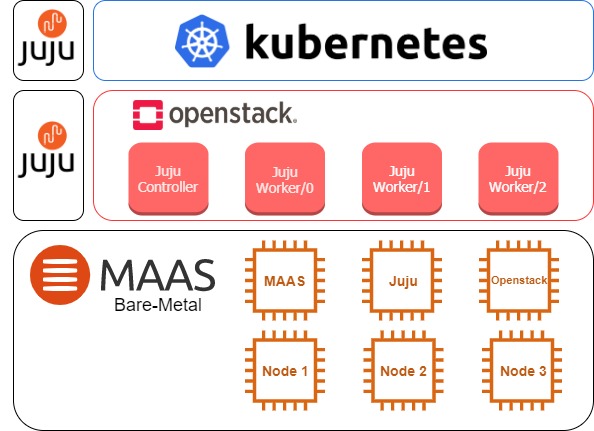 juju
kubernetes
juju
openstack®
Juju
Controller
Juju
Worker/0
Juju
Worker/1
Juju
Worker/2
MAAS
Bare-Metal
MAAS
Juju
Openstack
Node 1
Node 2
Node 3